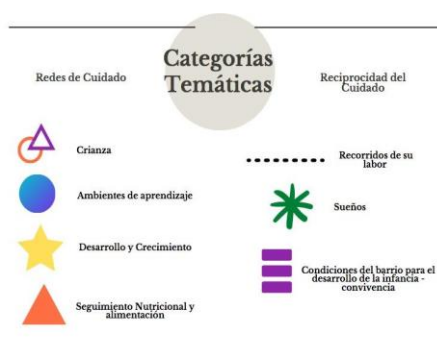 Categorías
Temáticas
Redes de Cuidado
Crianza
Ambientes de aprendizaje
Desarrollo y Crecimiento
Seguimiento Nutricional y
alimentación
Reciprocidad del
Cuidado
Recorridos de su
labor
Sueños
Condiciones del barrio para el
desarrollo de la infancia -
convivencia